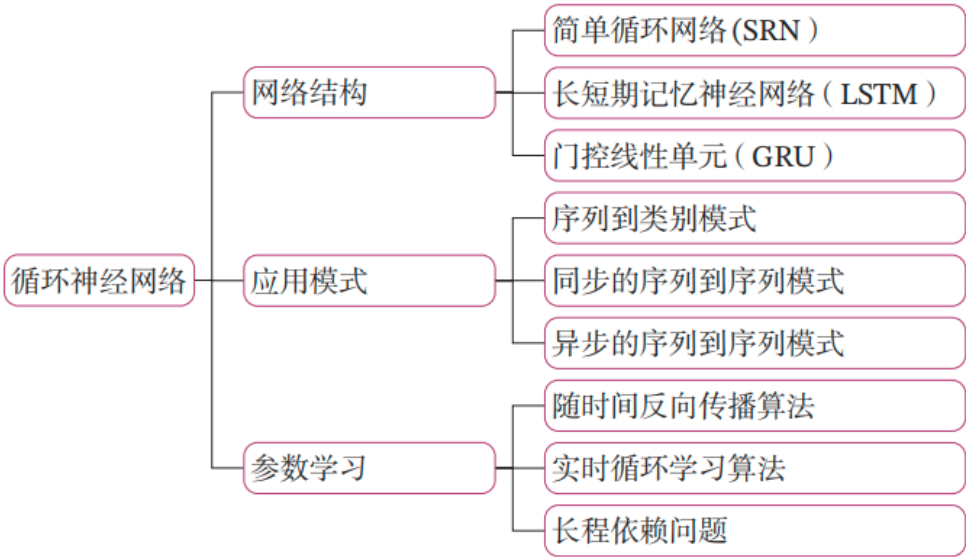 循环神经网络
网络结构
简单循环网络(SRN）
长短期记忆神经网络（LSTM）
门控线性单元（GRU）
应用模式
序列到类别模式
同步的序列到序列模式
异步的序列到序列模式
参数学习
随时间反向传播算法
实时循环学习算法
长程依赖问题